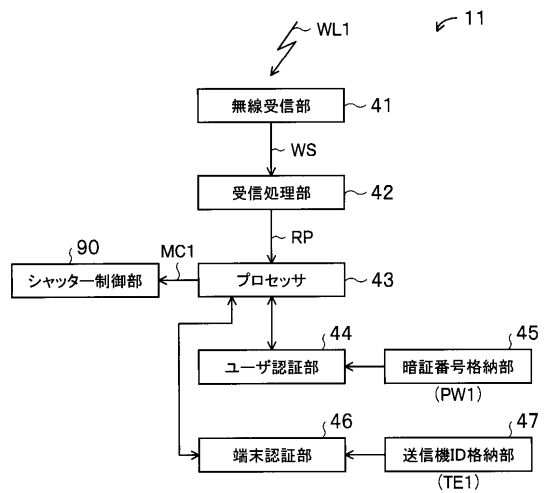 WL1
11
無線受信部
41
WS
受信処理部
42
RP
90
MC1
シャッター制御部
プロセッサ
43
44
45
ユーザ認証部
暗証番号格納部
(PW1)
46
47
端末認証部
送信機ID格納部
(TE1)